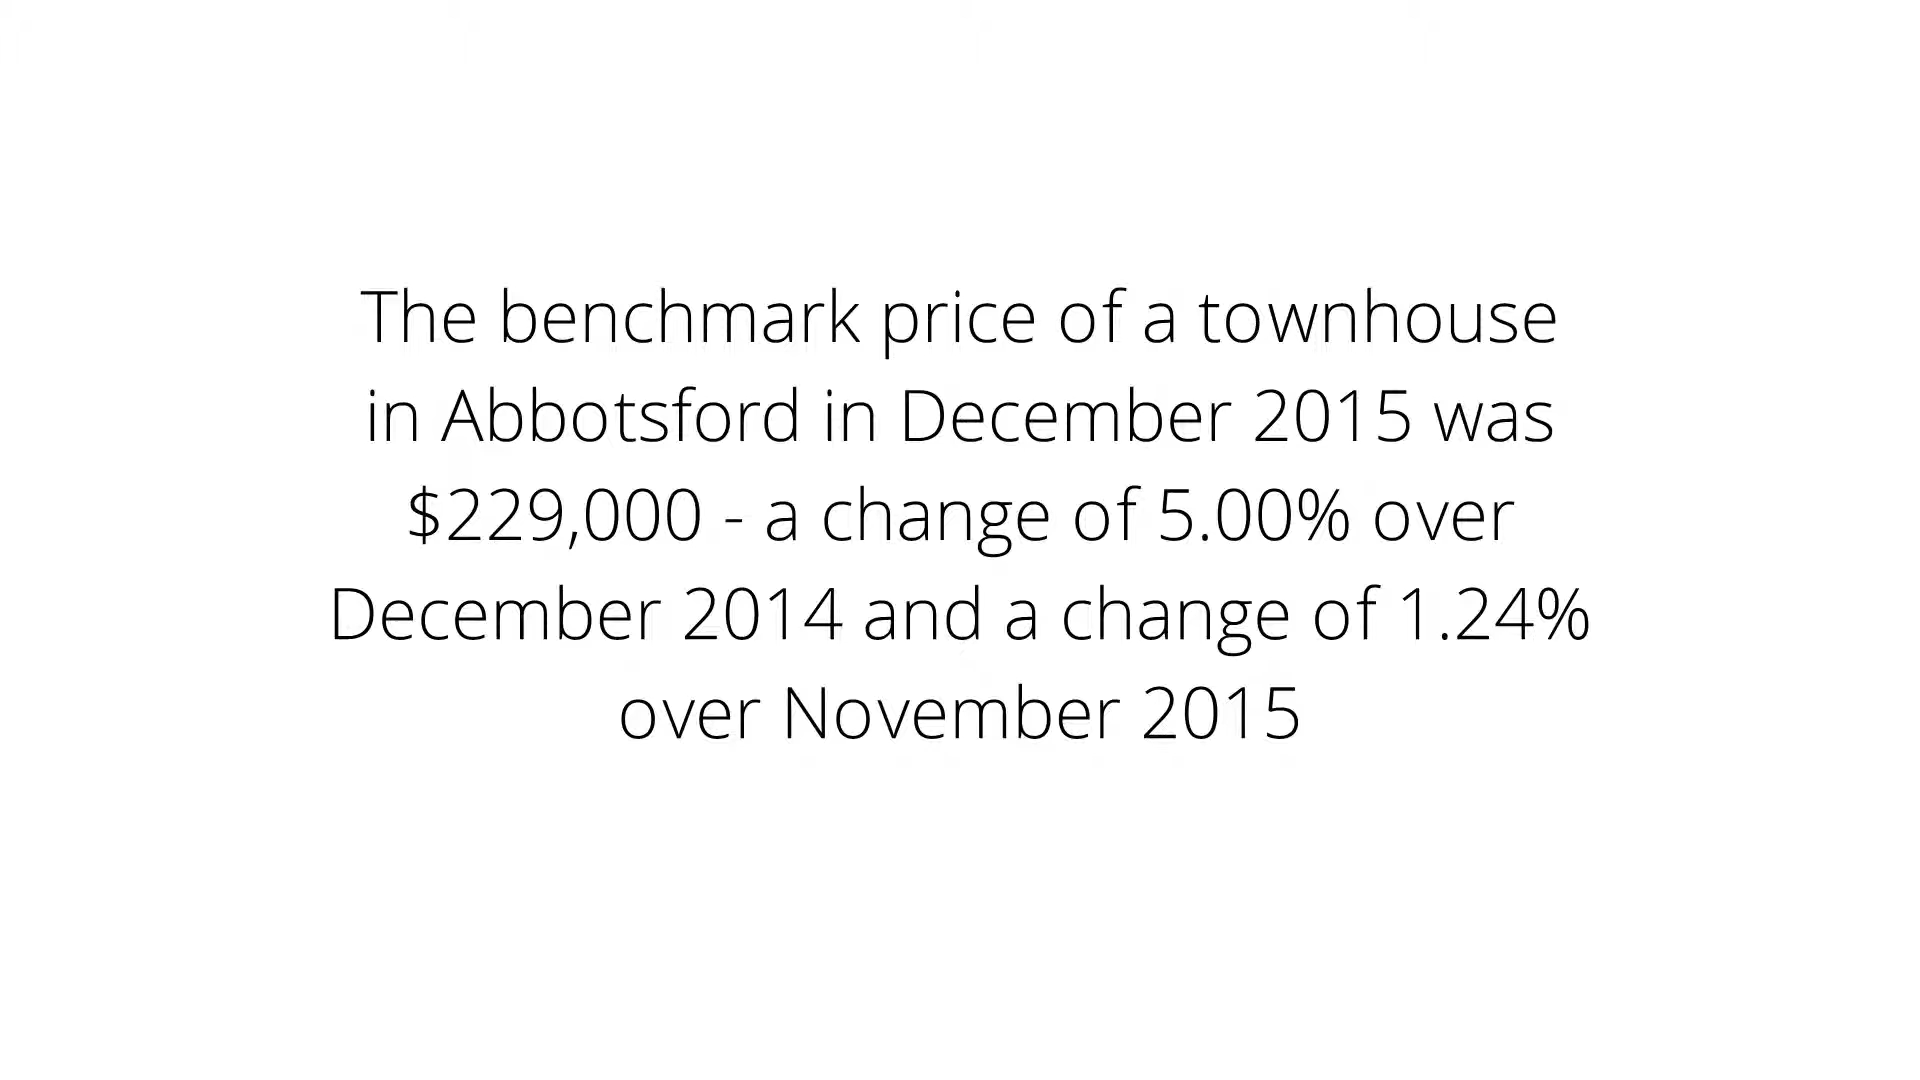 The benchmark price of a townhouse
in Abbotsford in December 2015 was
$229,000 - a change of 5.00% over
December 2014 and a change of 1.24%
over November 2015